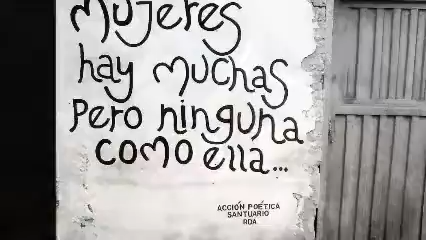 Mujeres
hay muchas
Pero ninguna
como ella...
ACCIÓN POÉTICA
SANTUARIO
RDA